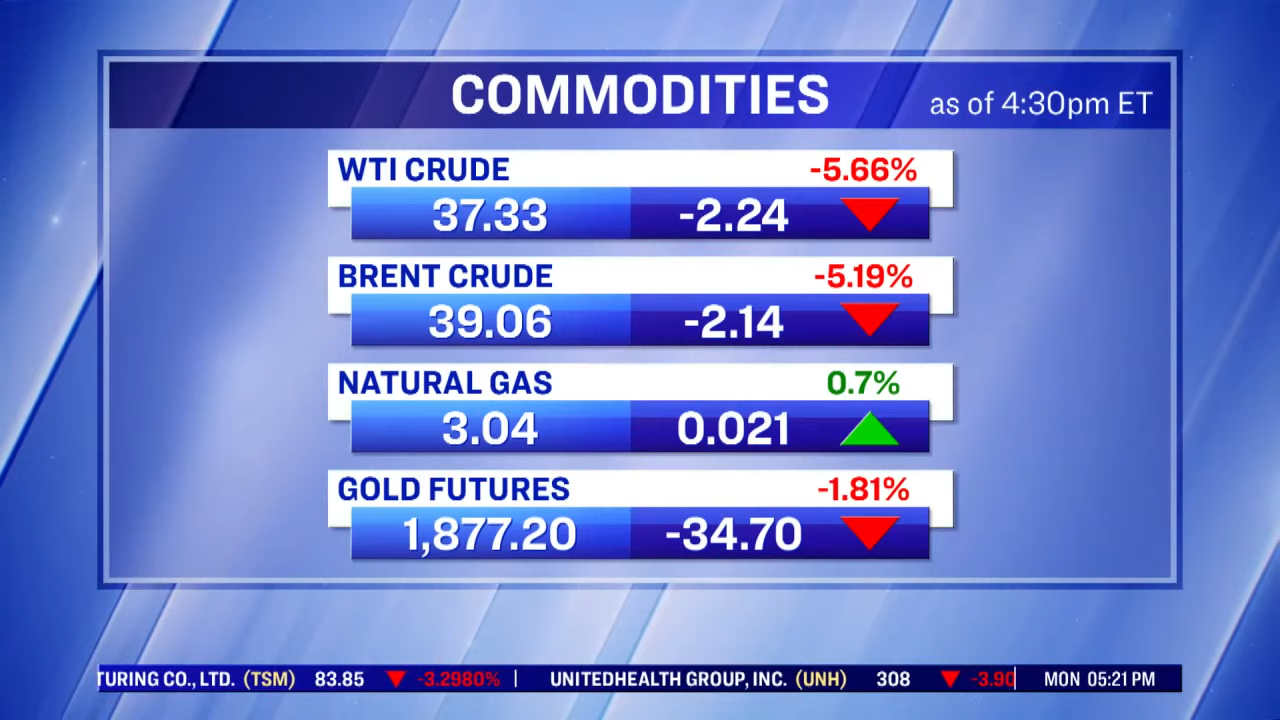 COMMODITIES as of 4:30pm ET
WTI CRUDE -5.66%
37.33 -2.24
BRENT CRUDE -5.19%
39.06 -2.14
NATURAL GAS 0.7%
3.04 0.021
GOLD FUTURES -1.81%
1,877.20 -34.70
TURING CO., LTD. (TSM) 83.85 -3.2980% | UNITEDHEALTH GROUP, INC. (UNH) 308 -3.90 MON 05:21 PM